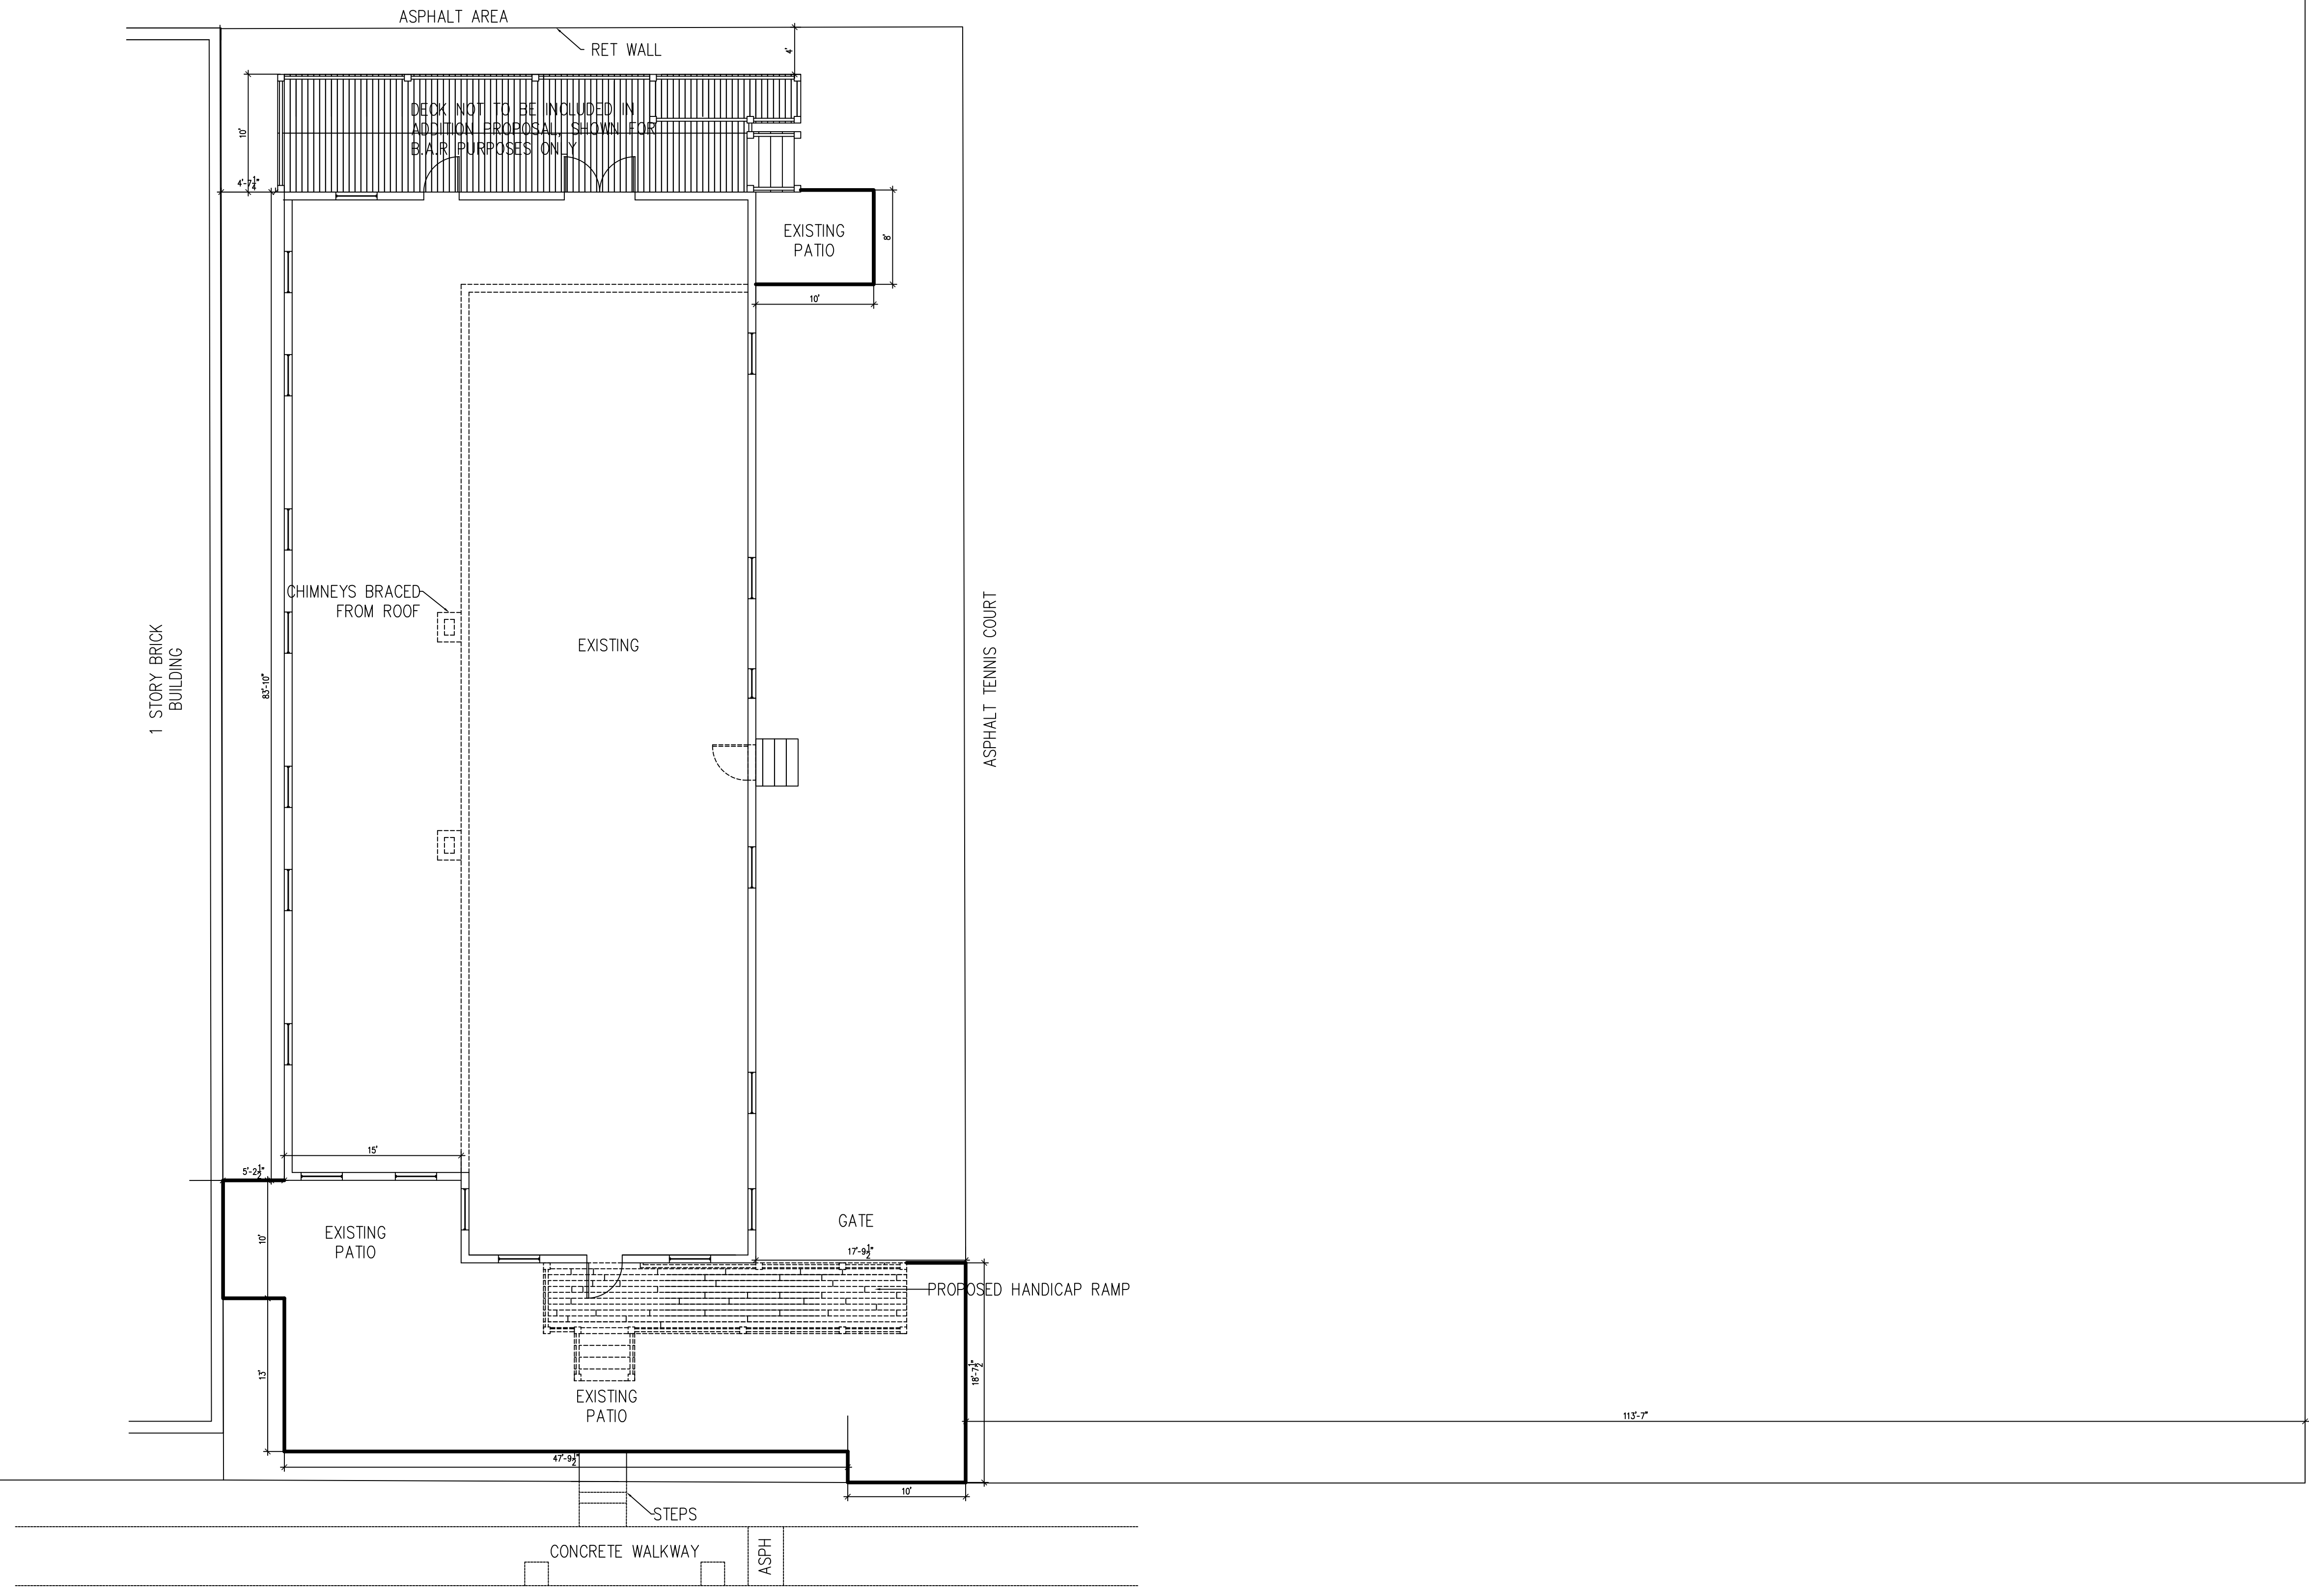 ASPHALT AREA
RET WALL
4'
10'
DECK NOT TO BE INCLUDED IN
ADDITION PROPOSAL, SHOWN FOR
B.A.R PURPOSES ONLY
4'-7 1/4"
EXISTING
PATIO
8'
10'
CHIMNEYS BRACED
FROM ROOF
EXISTING
1 STORY BRICK
BUILDING
83'-10"
ASPHALT TENNIS COURT
15'
5'-2 1/2"
EXISTING
PATIO
10'
GATE
17'-9 1/2"
PROPOSED HANDICAP RAMP
13'
18'-7 1/2"
EXISTING
PATIO
113'-7"
47'-9 1/2"
10'
STEPS
CONCRETE WALKWAY
ASPH